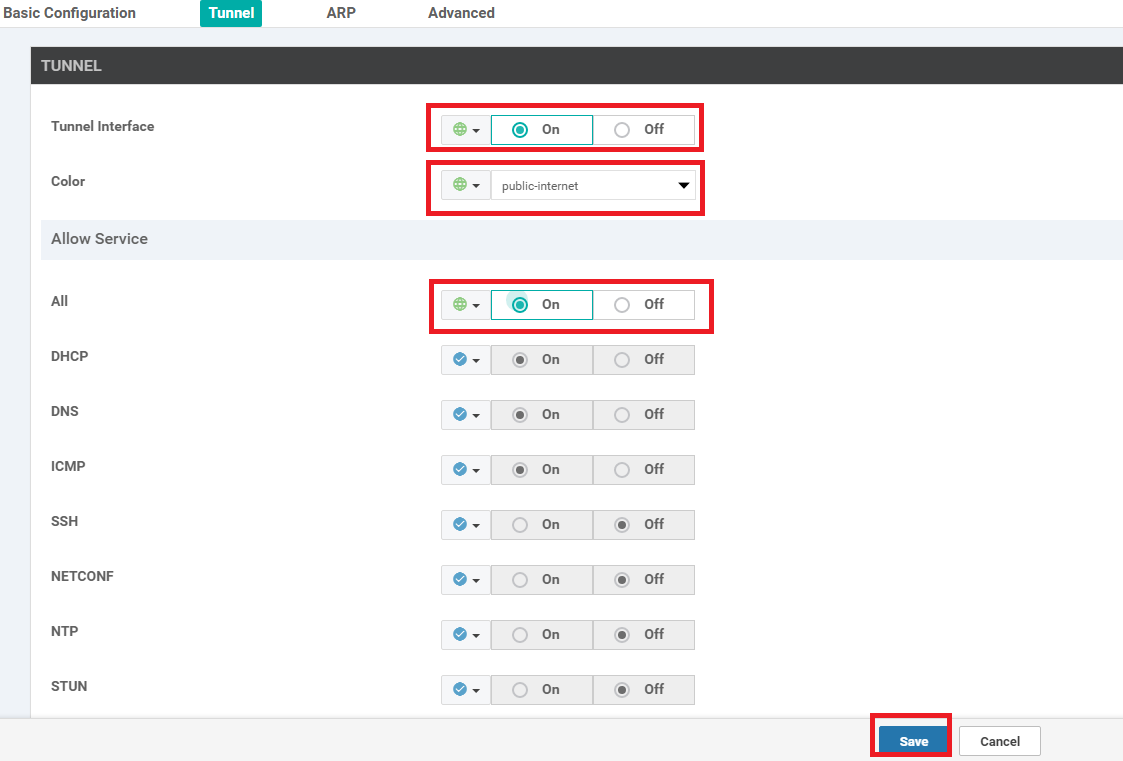 Basic Configuration Tunnel ARP Advanced
TUNNEL
Tunnel Interface On Off
Color public-internet
Allow Service
All On Off
DHCP On Off
DNS On Off
ICMP On Off
SSH On Off
NETCONF On Off
NTP On Off
STUN On Off
Save Cancel